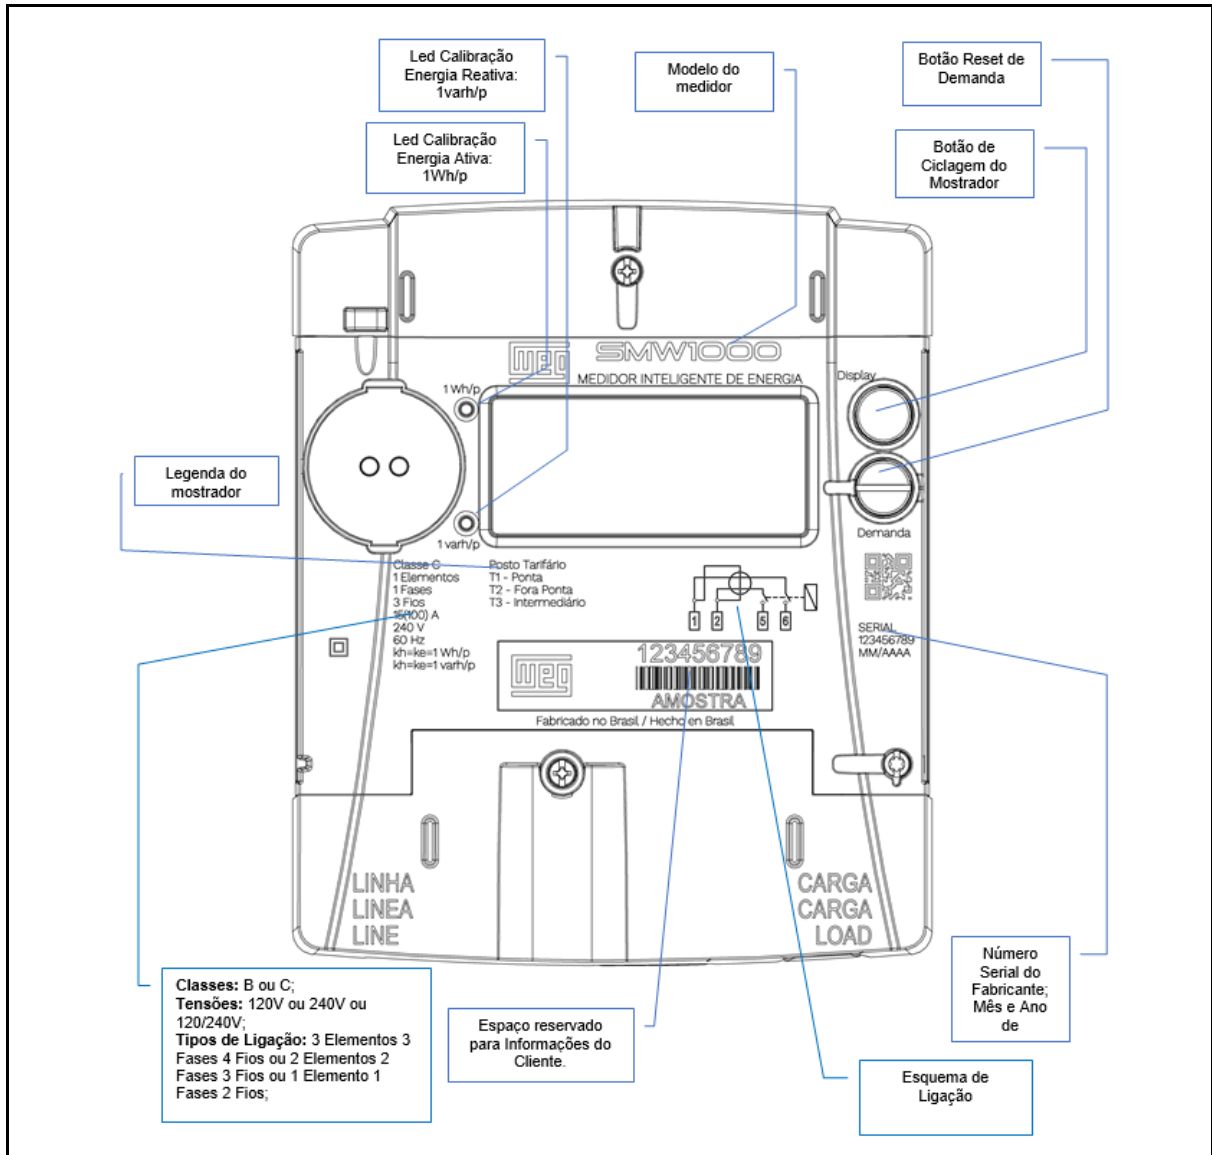 Led Calibração
Energia Reativa:
1varh/p
Modelo do
medidor
Botão Reset de
Demanda
Led Calibração
Energia Ativa:
1Wh/p
Botão de
Ciclagem do
Mostrador
weg
SMW1000
MEDIDOR INTELIGENTE DE ENERGIA
Display
1 Wh/p
Legenda do
mostrador
1 varh/p
Demanda
Classe C
1 Elementos
1 Fases
3 Fios
15(100) A
240 V
60 Hz
kh=ke=1 Wh/p
kh=ke=1 varh/p
Posto Tarifário
T1 - Ponta
T2 - Fora Ponta
T3 - Intermediário
1 2 5 6
SERIAL
123456789
MM/AAAA
weg
123456789
AMOSTRA
Fabricado no Brasil / Hecho en Brasil
LINHA
LINEA
LINE
CARGA
CARGA
LOAD
Classes: B ou C;
Tensões: 120V ou 240V ou
120/240V;
Tipos de Ligação: 3 Elementos 3
Fases 4 Fios ou 2 Elementos 2
Fases 3 Fios ou 1 Elemento 1
Fases 2 Fios;
Espaço reservado
para Informações do
Cliente.
Número
Serial do
Fabricante;
Mês e Ano
de
Esquema de
Ligação